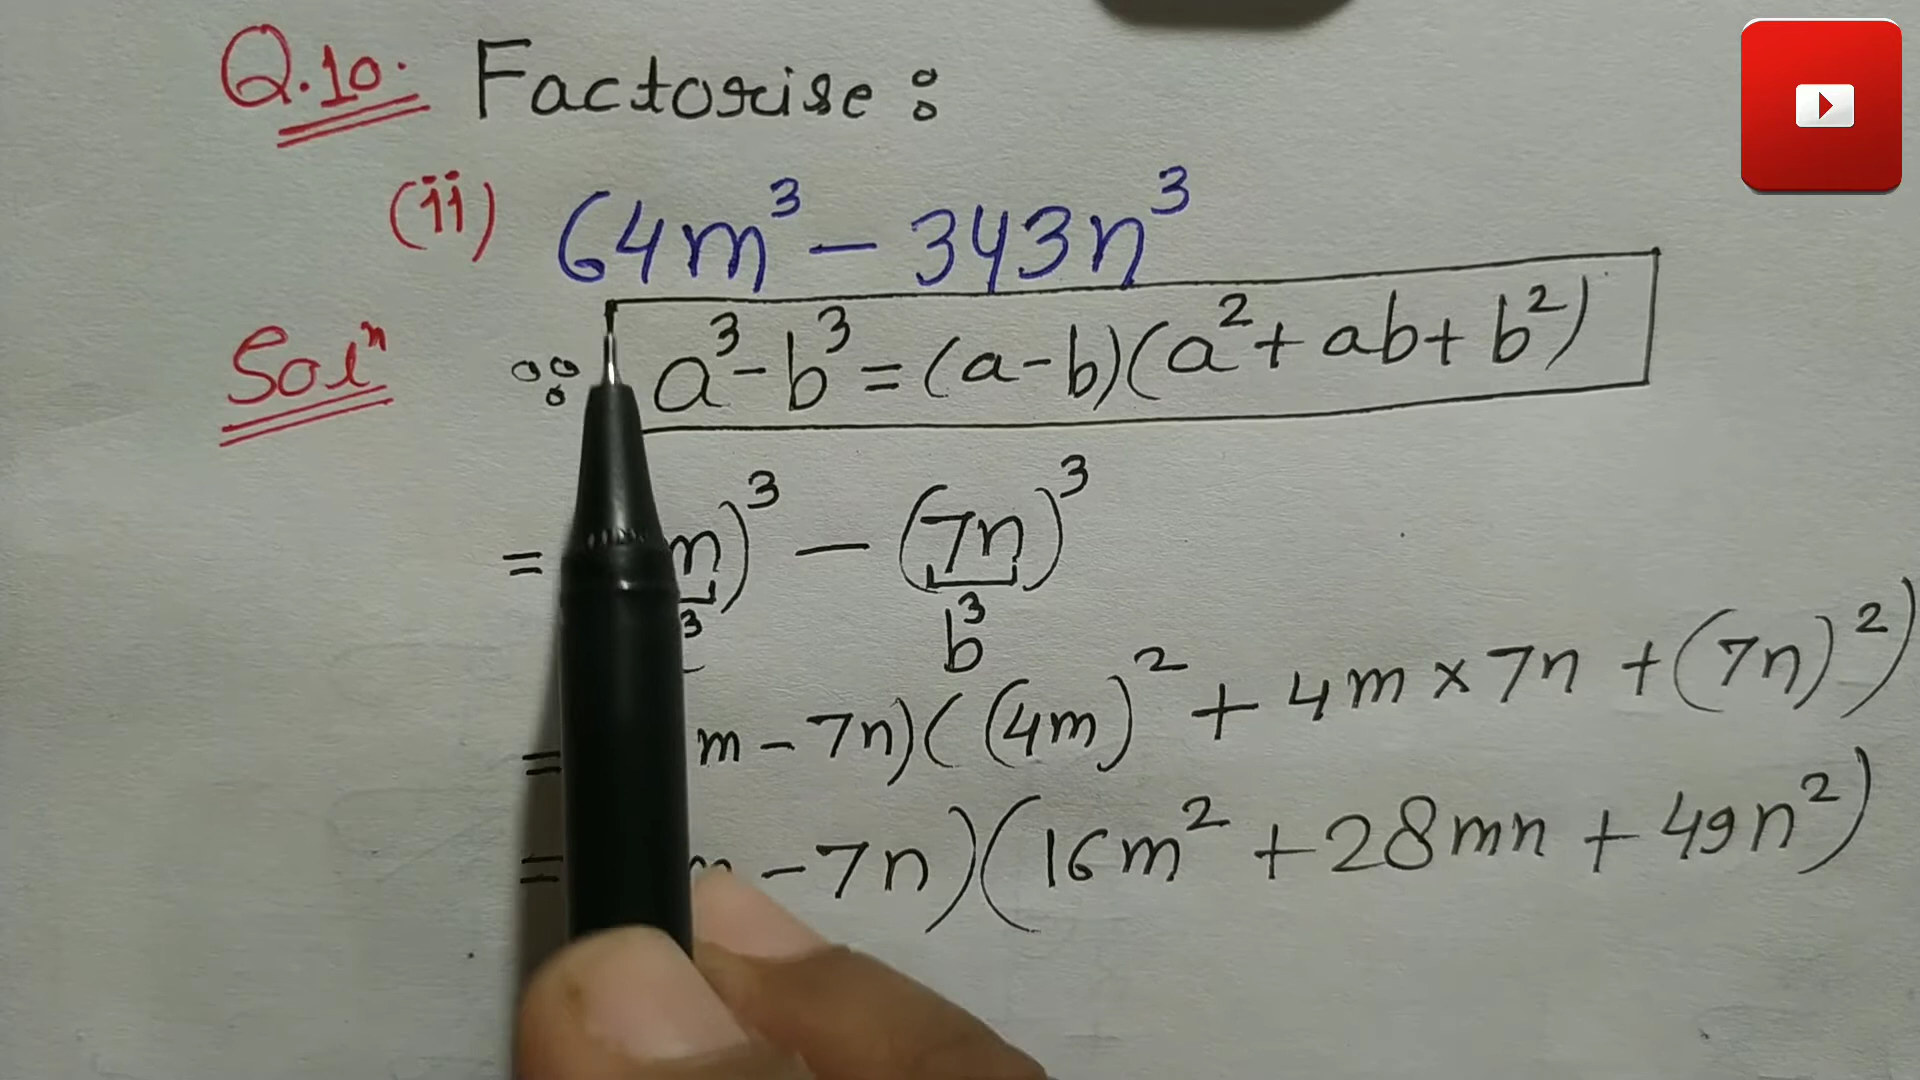 Q.10. Factorise :
(ii) 64m³ - 343n³
Solⁿ ∵ a³ - b³ = (a - b)(a² + ab + b²)
= m)³ - (7n)³
³ b³
= m - 7n)((4m)² + 4m × 7n + (7n)²)
= m - 7n)(16m² + 28mn + 49n²)